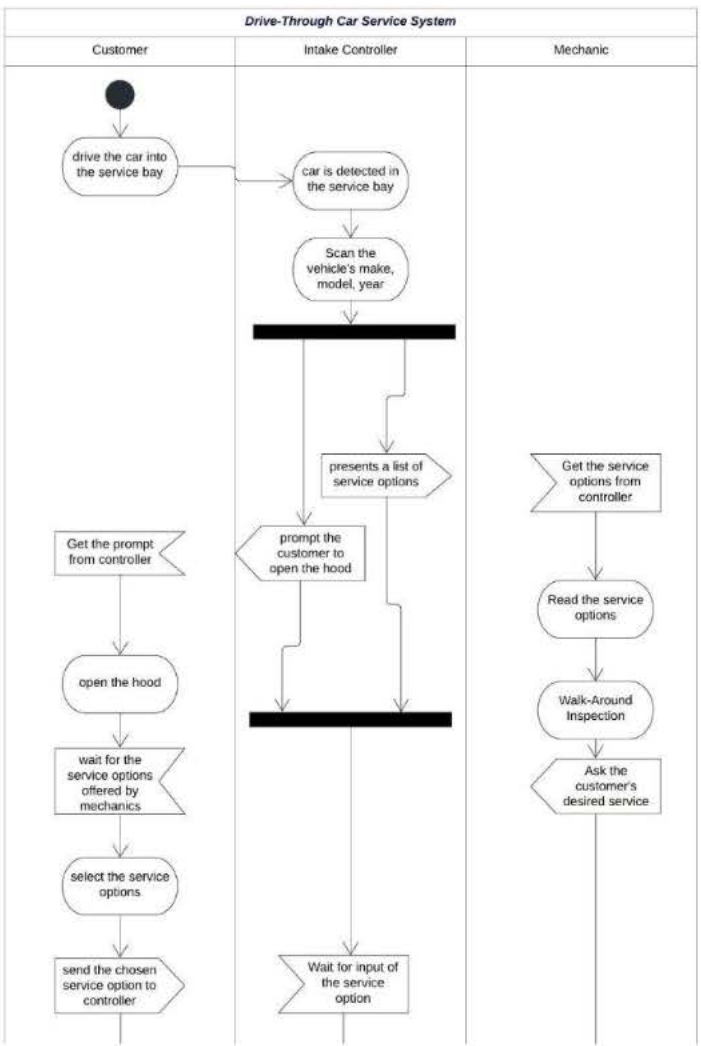 Drive-Through Car Service System
Customer
Intake Controller
Mechanic
drive the car into
the service bay
car is detected in
the service bay
Scan the
vehicle's make,
model, year
presents a list of
service options
Get the service
options from
controller
Get the prompt
from controller
prompt the
customer to
open the hood
Read the service
options
open the hood
Walk-Around
Inspection
wait for the
service options
offered by
mechanics
Ask the
customer's
desired service
select the service
options
send the chosen
service option to
controller
Wait for input of
the service
option